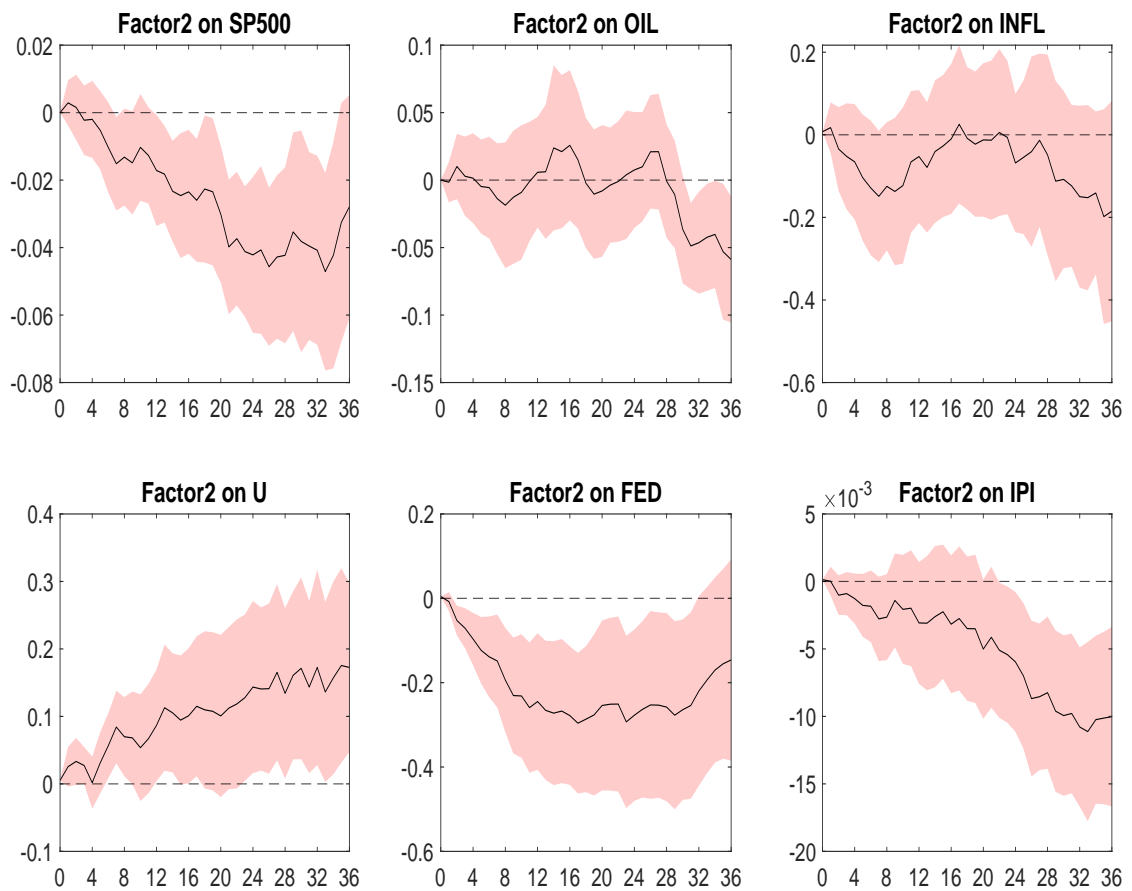 Factor2 on SP500
0.02
0
-0.02
-0.04
-0.06
-0.08
0 4 8 12 16 20 24 28 32 36
Factor2 on OIL
0.1
0.05
0
-0.05
-0.1
-0.15
0 4 8 12 16 20 24 28 32 36
Factor2 on INFL
0.2
0
-0.2
-0.4
-0.6
0 4 8 12 16 20 24 28 32 36
Factor2 on U
0.4
0.3
0.2
0.1
0
-0.1
0 4 8 12 16 20 24 28 32 36
Factor2 on FED
0.2
0
-0.2
-0.4
-0.6
0 4 8 12 16 20 24 28 32 36
×10⁻³ Factor2 on IPI
5
0
-5
-10
-15
-20
0 4 8 12 16 20 24 28 32 36